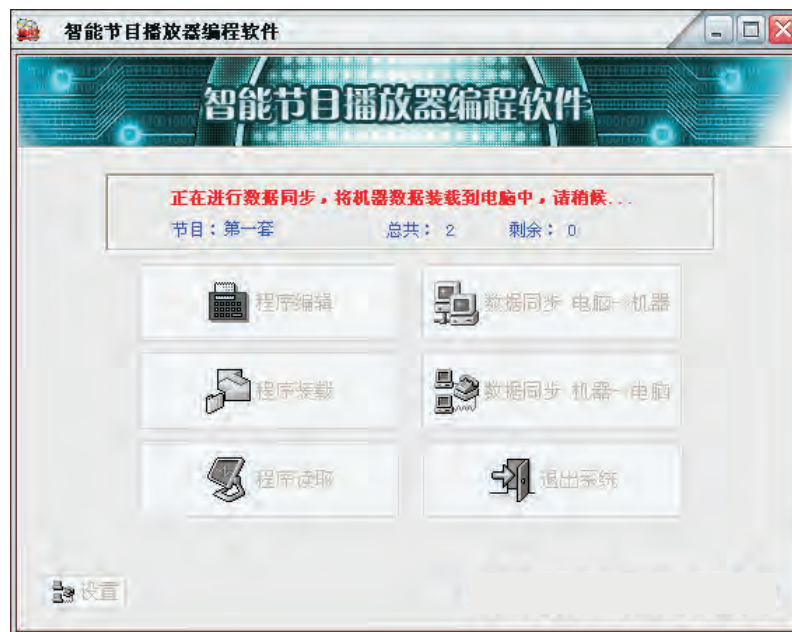 智能节目播放器编程软件
智能节目播放器编程软件
正在进行数据同步，将机器数据装载到电脑中，请稍候...
节目：第一套 总共： 2 剩余： 0
程序编辑
数据同步 电脑→机器
程序装载
数据同步 机器→电脑
程序读取
退出系统
设置